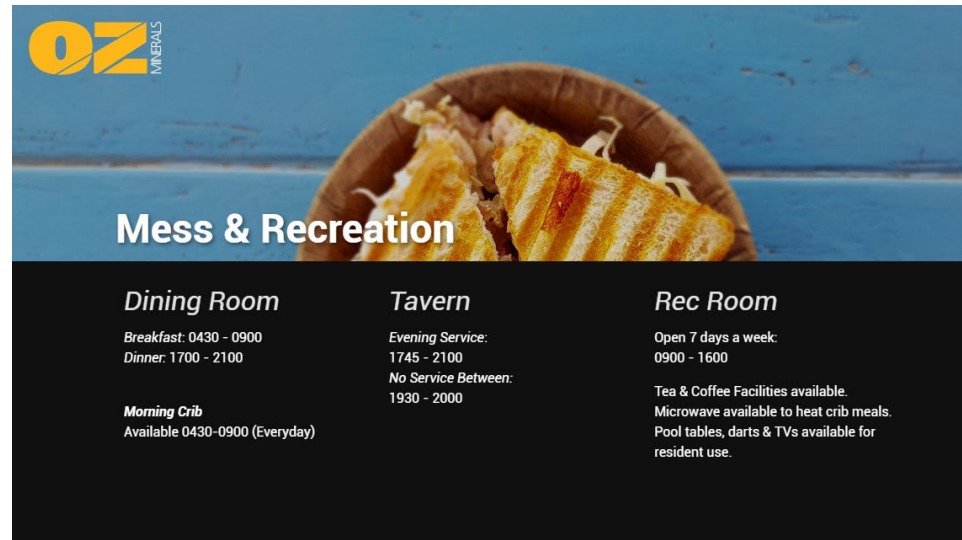 OZ
MINERALS
Mess & Recreation
Dining Room
Breakfast: 0430 - 0900
Dinner: 1700 - 2100
Morning Crib
Available 0430-0900 (Everyday)
Tavern
Evening Service:
1745 - 2100
No Service Between:
1930 - 2000
Rec Room
Open 7 days a week:
0900 - 1600
Tea & Coffee Facilities available.
Microwave available to heat crib meals.
Pool tables, darts & TVs available for
resident use.